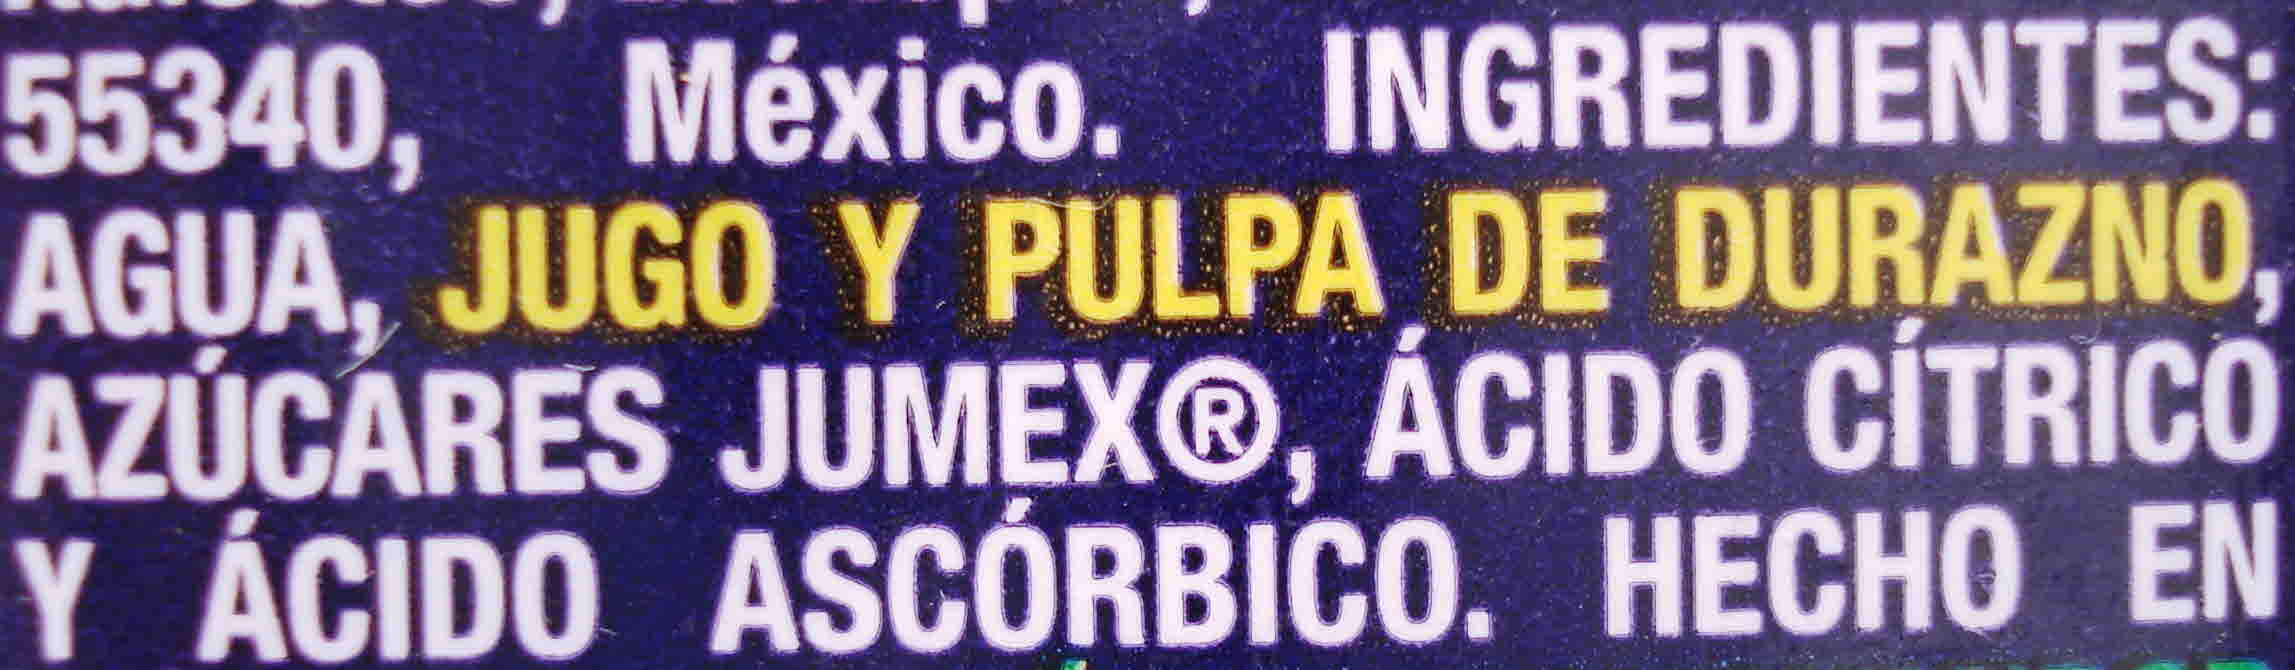 55340, México. INGREDIENTES:
AGUA, JUGO Y PULPA DE DURAZNO,
AZÚCARES JUMEX®, ÁCIDO CÍTRICO
Y ÁCIDO ASCÓRBICO. HECHO EN